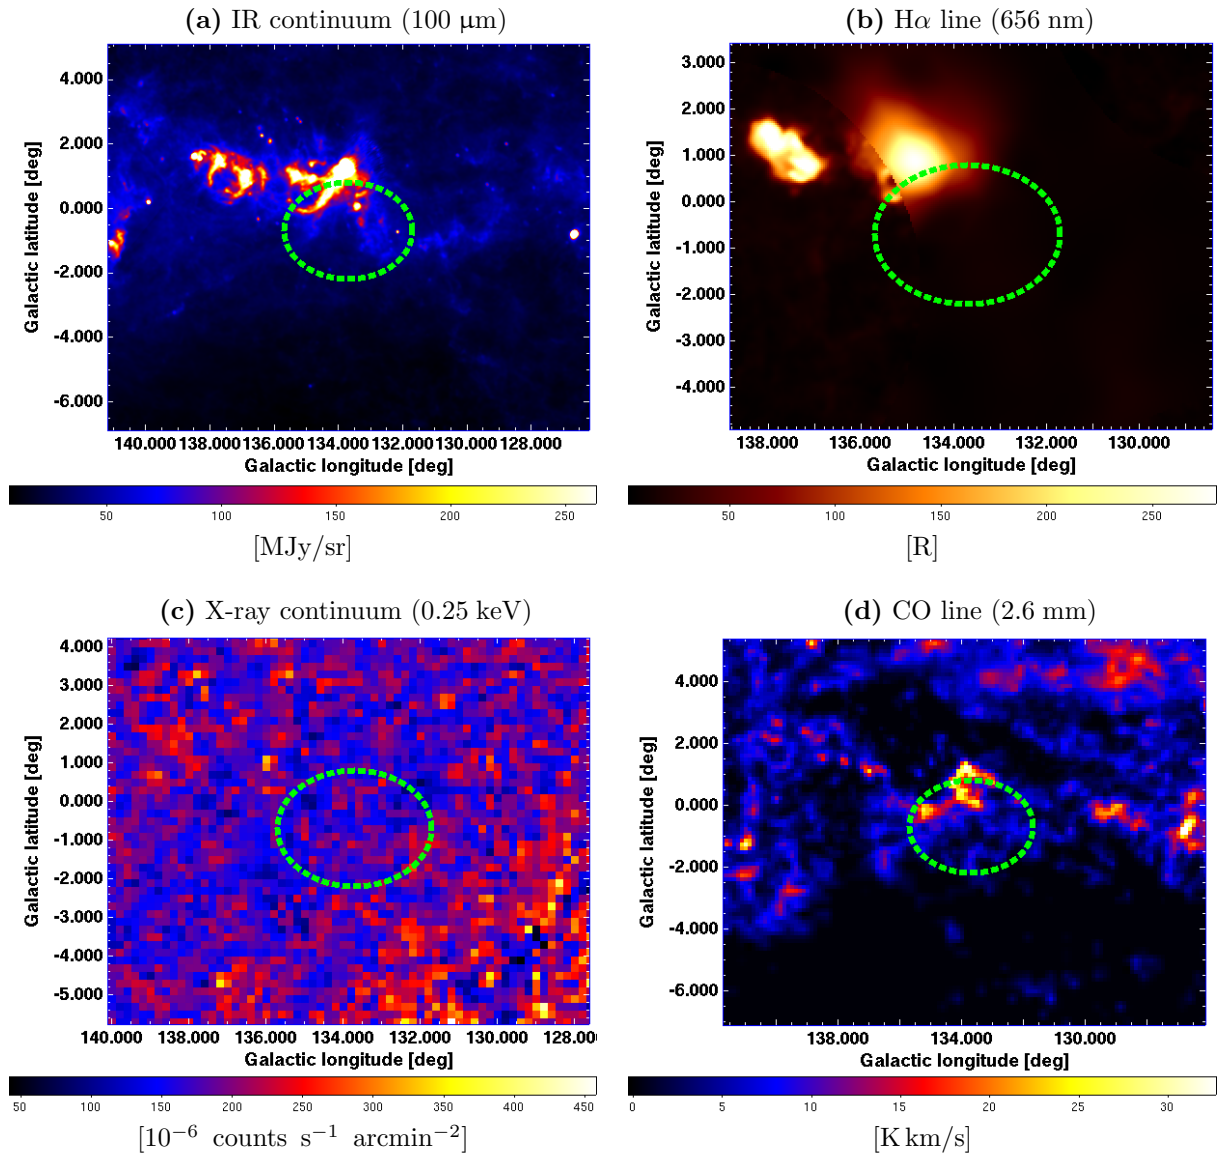 (a) IR continuum (100 μm)
Galactic latitude [deg]
4.000
2.000
0.000
-2.000
-4.000
-6.000
140.000 138.000 136.000 134.000 132.000 130.000 128.000
Galactic longitude [deg]
50 100 150 200 250
[MJy/sr]
(b) Hα line (656 nm)
Galactic latitude [deg]
3.000
2.000
1.000
0.000
-1.000
-2.000
-3.000
-4.000
138.000 136.000 134.000 132.000 130.000
Galactic longitude [deg]
50 100 150 200 250
[R]
(c) X-ray continuum (0.25 keV)
Galactic latitude [deg]
4.000
3.000
2.000
1.000
0.000
-1.000
-2.000
-3.000
-4.000
-5.000
140.000 138.000 136.000 134.000 132.000 130.000 128.000
Galactic longitude [deg]
50 100 150 200 250 300 350 400 450
[10⁻⁶ counts s⁻¹ arcmin⁻²]
(d) CO line (2.6 mm)
Galactic latitude [deg]
4.000
2.000
0.000
-2.000
-4.000
-6.000
138.000 134.000 130.000
Galactic longitude [deg]
0 5 10 15 20 25 30
[K km/s]